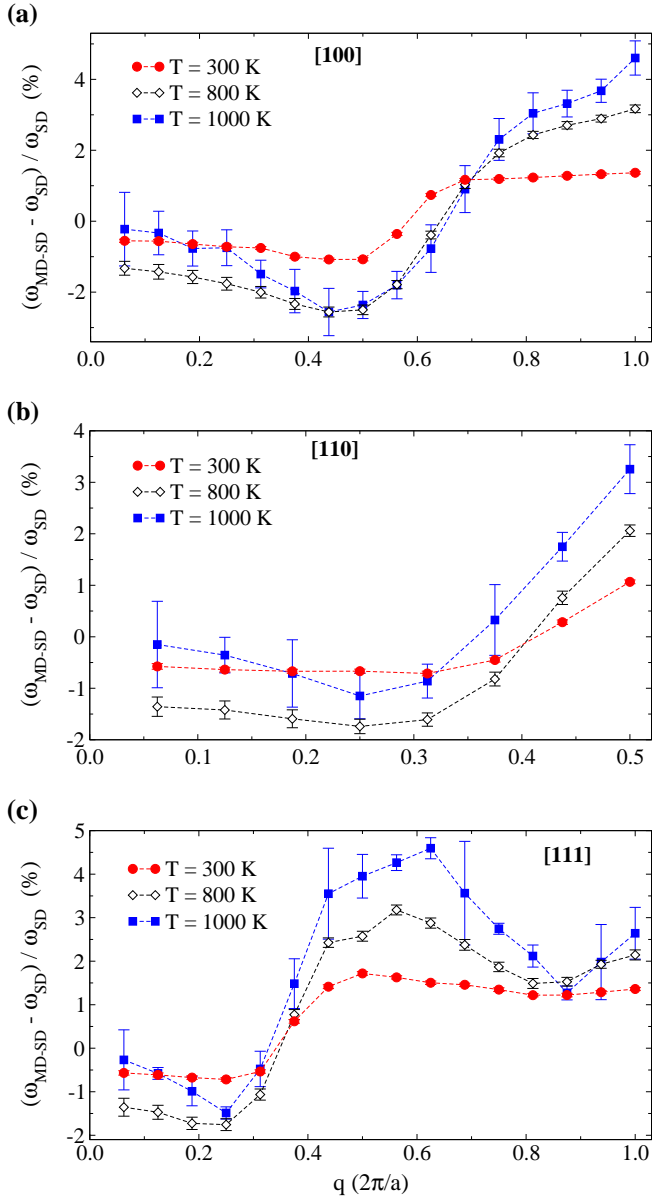 (a)
[100]
T = 300 K
T = 800 K
T = 1000 K
(ω_MD-SD - ω_SD) / ω_SD (%)
4
2
0
-2
0.0 0.2 0.4 0.6 0.8 1.0
(b)
[110]
T = 300 K
T = 800 K
T = 1000 K
(ω_MD-SD - ω_SD) / ω_SD (%)
4
3
2
1
0
-1
-2
0.0 0.1 0.2 0.3 0.4 0.5
(c)
[111]
T = 300 K
T = 800 K
T = 1000 K
(ω_MD-SD - ω_SD) / ω_SD (%)
5
4
3
2
1
0
-1
-2
0.0 0.2 0.4 0.6 0.8 1.0
q (2π/a)